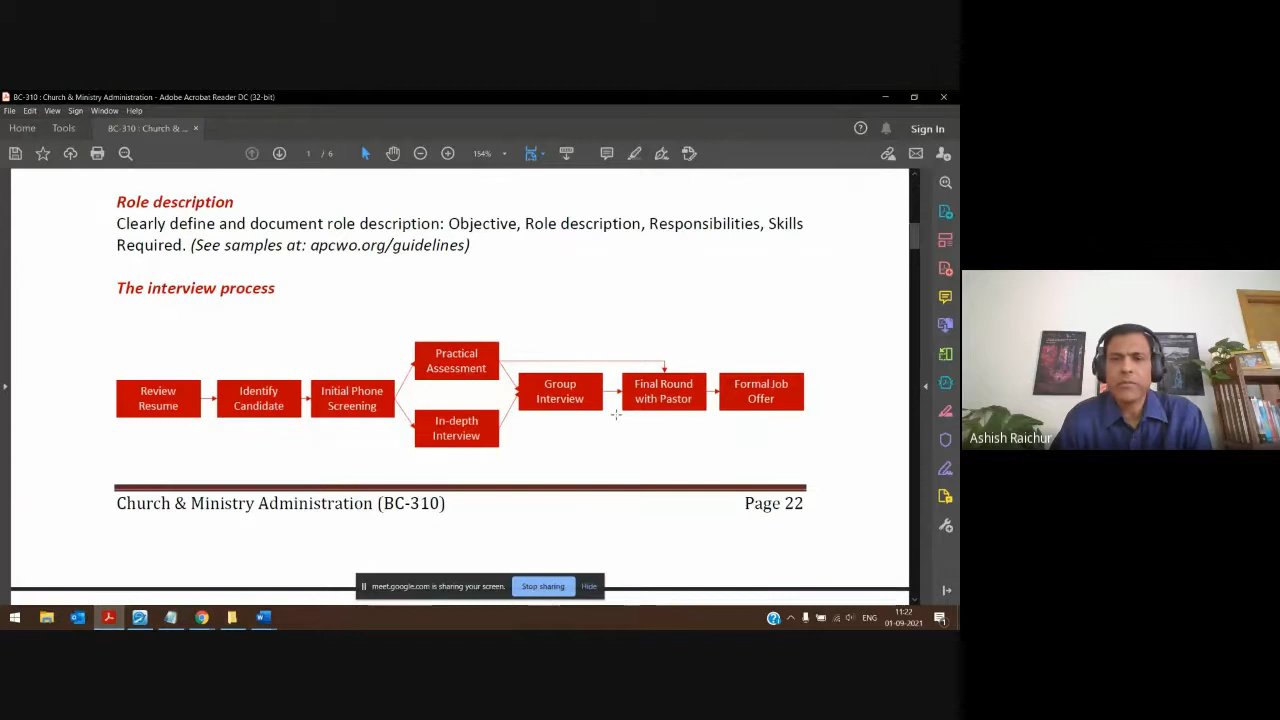 BC-310 : Church & Ministry Administration - Adobe Acrobat Reader DC (32-bit)
File Edit View Sign Window Help
Home Tools BC-310 : Church & ... × Sign In
1 / 6 154%
Role description
Clearly define and document role description: Objective, Role description, Responsibilities, Skills
Required. (See samples at: apcwo.org/guidelines)
The interview process
Review
Resume
Identify
Candidate
Initial Phone
Screening
Practical
Assessment
In-depth
Interview
Group
Interview
Final Round
with Pastor
Formal Job
Offer
Church & Ministry Administration (BC-310) Page 22
meet.google.com is sharing your screen. Stop sharing Hide
ENG
11:22
01-09-2021
Ashish Raichur